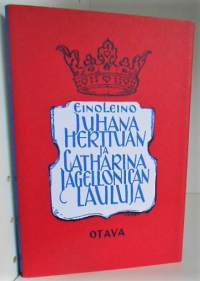 EINO LEINO
JUHANA
HERTTUAN
JA
CATHARINA
JAGELLONICAN
LAULUJA
OTAVA